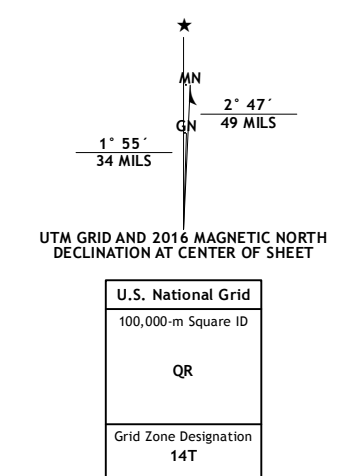 ★
MN
GN
2° 47´
49 MILS
1° 55´
34 MILS
UTM GRID AND 2016 MAGNETIC NORTH
DECLINATION AT CENTER OF SHEET
U.S. National Grid
100,000-m Square ID
QR
Grid Zone Designation
14T